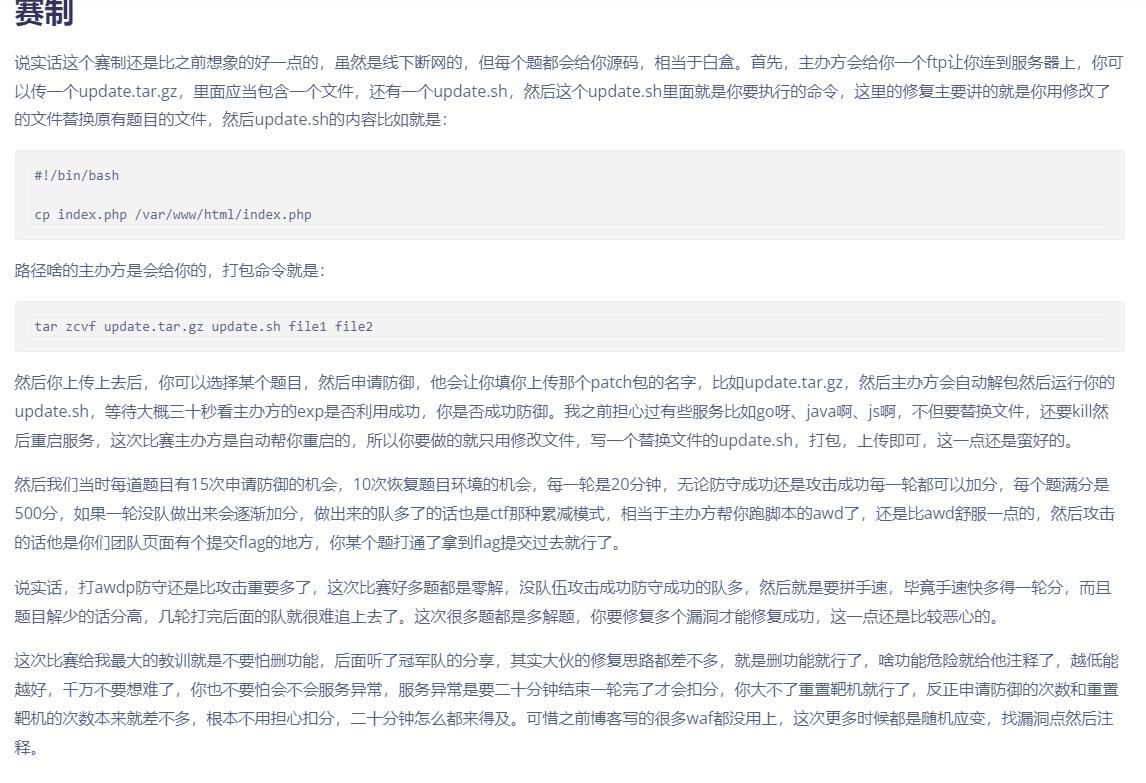 赛制
说实话这个赛制还是比之前想象的好一点的，虽然是线下断网的，但每个题都会给你源码，相当于白盒。首先，主办方会给你一个ftp让你连到服务器上，你可
以传一个update.tar.gz，里面应当包含一个文件，还有一个update.sh，然后这个update.sh里面就是你要执行的命令，这里的修复主要讲的就是你用修改了
的文件替换原有题目的文件，然后update.sh的内容比如就是：
#!/bin/bash
cp index.php /var/www/html/index.php
路径啥的主办方是会给你的，打包命令就是：
tar zcvf update.tar.gz update.sh file1 file2
然后你上传上去后，你可以选择某个题目，然后申请防御，他会让你填你上传那个patch包的名字，比如update.tar.gz，然后主办方会自动解包然后运行你的
update.sh，等待大概三十秒看主办方的exp是否利用成功，你是否成功防御。我之前担心过有些服务比如go呀、java啊、js啊，不但要替换文件，还要kill然
后重启服务，这次比赛主办方是自动帮你重启的，所以你要做的就只用修改文件，写一个替换文件的update.sh，打包，上传即可，这一点还是蛮好的。
然后我们当时每道题目有15次申请防御的机会，10次恢复题目环境的机会，每一轮是20分钟，无论防守成功还是攻击成功每一轮都可以加分，每个题满分是
500分，如果一轮没队做出来会逐渐加分，做出来的队多了的话也是ctf那种累减模式，相当于主办方帮你跑脚本的awd了，还是比awd舒服一点的，然后攻击
的话他是你们团队页面有个提交flag的地方，你某个题打通了拿到flag提交过去就行了。
说实话，打awdp防守还是比攻击重要多了，这次比赛好多题都是零解，没队伍攻击成功防守成功的队多，然后就是要拼手速，毕竟手速快多得一轮分，而且
题目解少的话分高，几轮打完后面的队就很难追上去了。这次很多题都是多解题，你要修复多个漏洞才能修复成功，这一点还是比较恶心的。
这次比赛给我最大的教训就是不要怕删功能，后面听了冠军队的分享，其实大伙的修复思路都差不多，就是删功能就行了，啥功能危险就给他注释了，越低能
越好，千万不要想难了，你也不要怕会不会服务异常，服务异常是要二十分钟结束一轮完了才会扣分，你大不了重置靶机就行了，反正申请防御的次数和重置
靶机的次数本来就差不多，根本不用担心扣分，二十分钟怎么都来得及。可惜之前博客写的很多waf都没用上，这次更多时候都是随机应变，找漏洞点然后注
释。